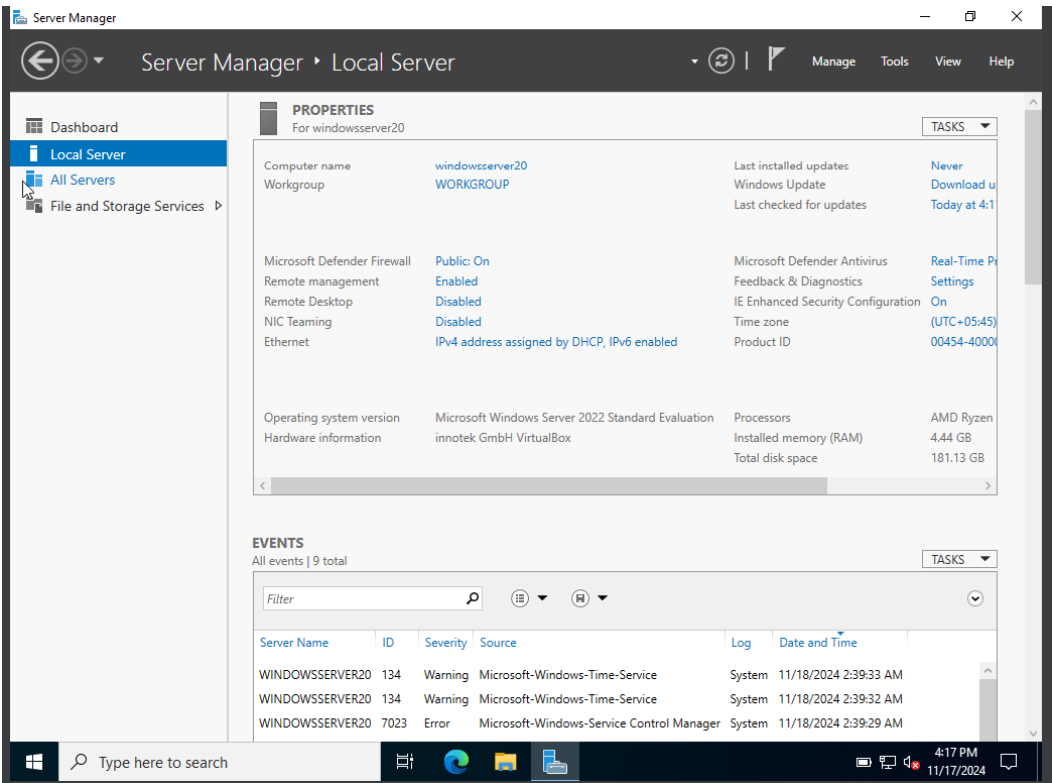 Server Manager
Server Manager • Local Server
Manage Tools View Help
Dashboard
Local Server
All Servers
File and Storage Services
PROPERTIES
For windowsserver20
TASKS
Computer name windowsserver20 Last installed updates Never
Workgroup WORKGROUP Windows Update Download u
Last checked for updates Today at 4:1
Microsoft Defender Firewall Public: On Microsoft Defender Antivirus Real-Time Pr
Remote management Enabled Feedback & Diagnostics Settings
Remote Desktop Disabled IE Enhanced Security Configuration On
NIC Teaming Disabled Time zone (UTC+05:45)
Ethernet IPv4 address assigned by DHCP, IPv6 enabled Product ID 00454-40000
Operating system version Microsoft Windows Server 2022 Standard Evaluation Processors AMD Ryzen
Hardware information innotek GmbH VirtualBox Installed memory (RAM) 4.44 GB
Total disk space 181.13 GB
EVENTS
All events | 9 total
TASKS
Filter
Server Name ID Severity Source Log Date and Time
WINDOWSSERVER20 134 Warning Microsoft-Windows-Time-Service System 11/18/2024 2:39:33 AM
WINDOWSSERVER20 134 Warning Microsoft-Windows-Time-Service System 11/18/2024 2:39:32 AM
WINDOWSSERVER20 7023 Error Microsoft-Windows-Service Control Manager System 11/18/2024 2:39:29 AM
Type here to search
4:17 PM
11/17/2024